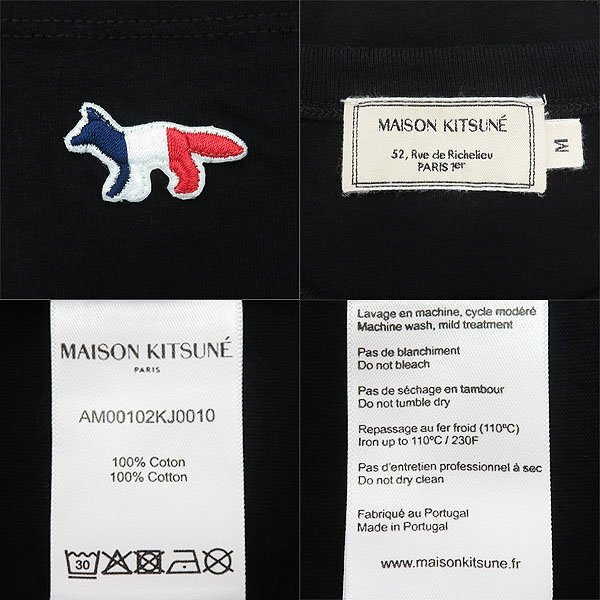 MAISON KITSUNÉ
52, Rue de Richelieu
PARIS 1er
M
MAISON KITSUNÉ
PARIS
AM00102KJ0010
100% Coton
100% Cotton
30
Lavage en machine, cycle modéré
Machine wash, mild treatment
Pas de blanchiment
Do not bleach
Pas de séchage en tambour
Do not tumble dry
Repassage au fer froid (110ºC)
Iron up to 110ºC / 230F
Pas d'entretien professionnel à sec
Do not dry clean
Fabriqué au Portugal
Made in Portugal
www.maisonkitsune.fr